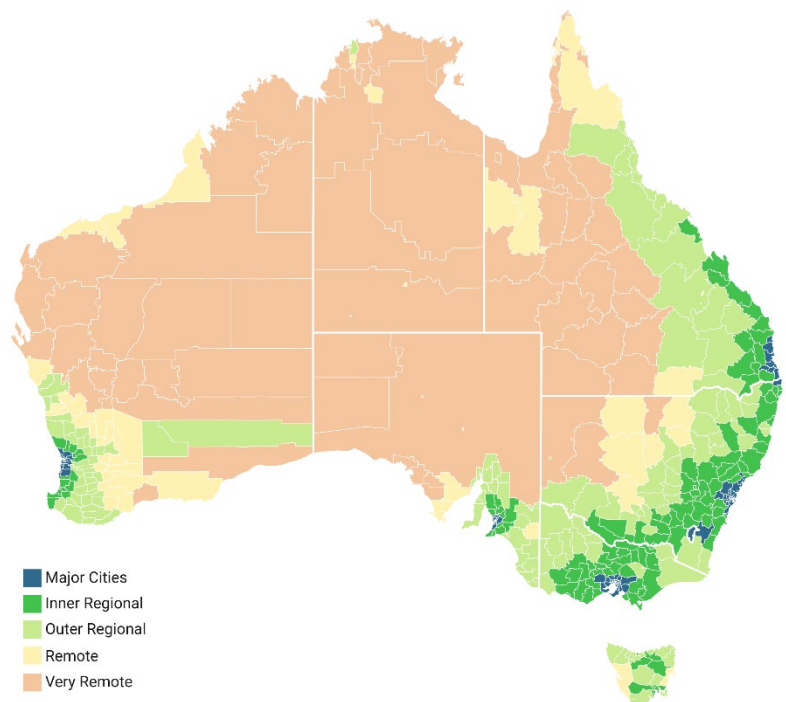 Major Cities
Inner Regional
Outer Regional
Remote
Very Remote